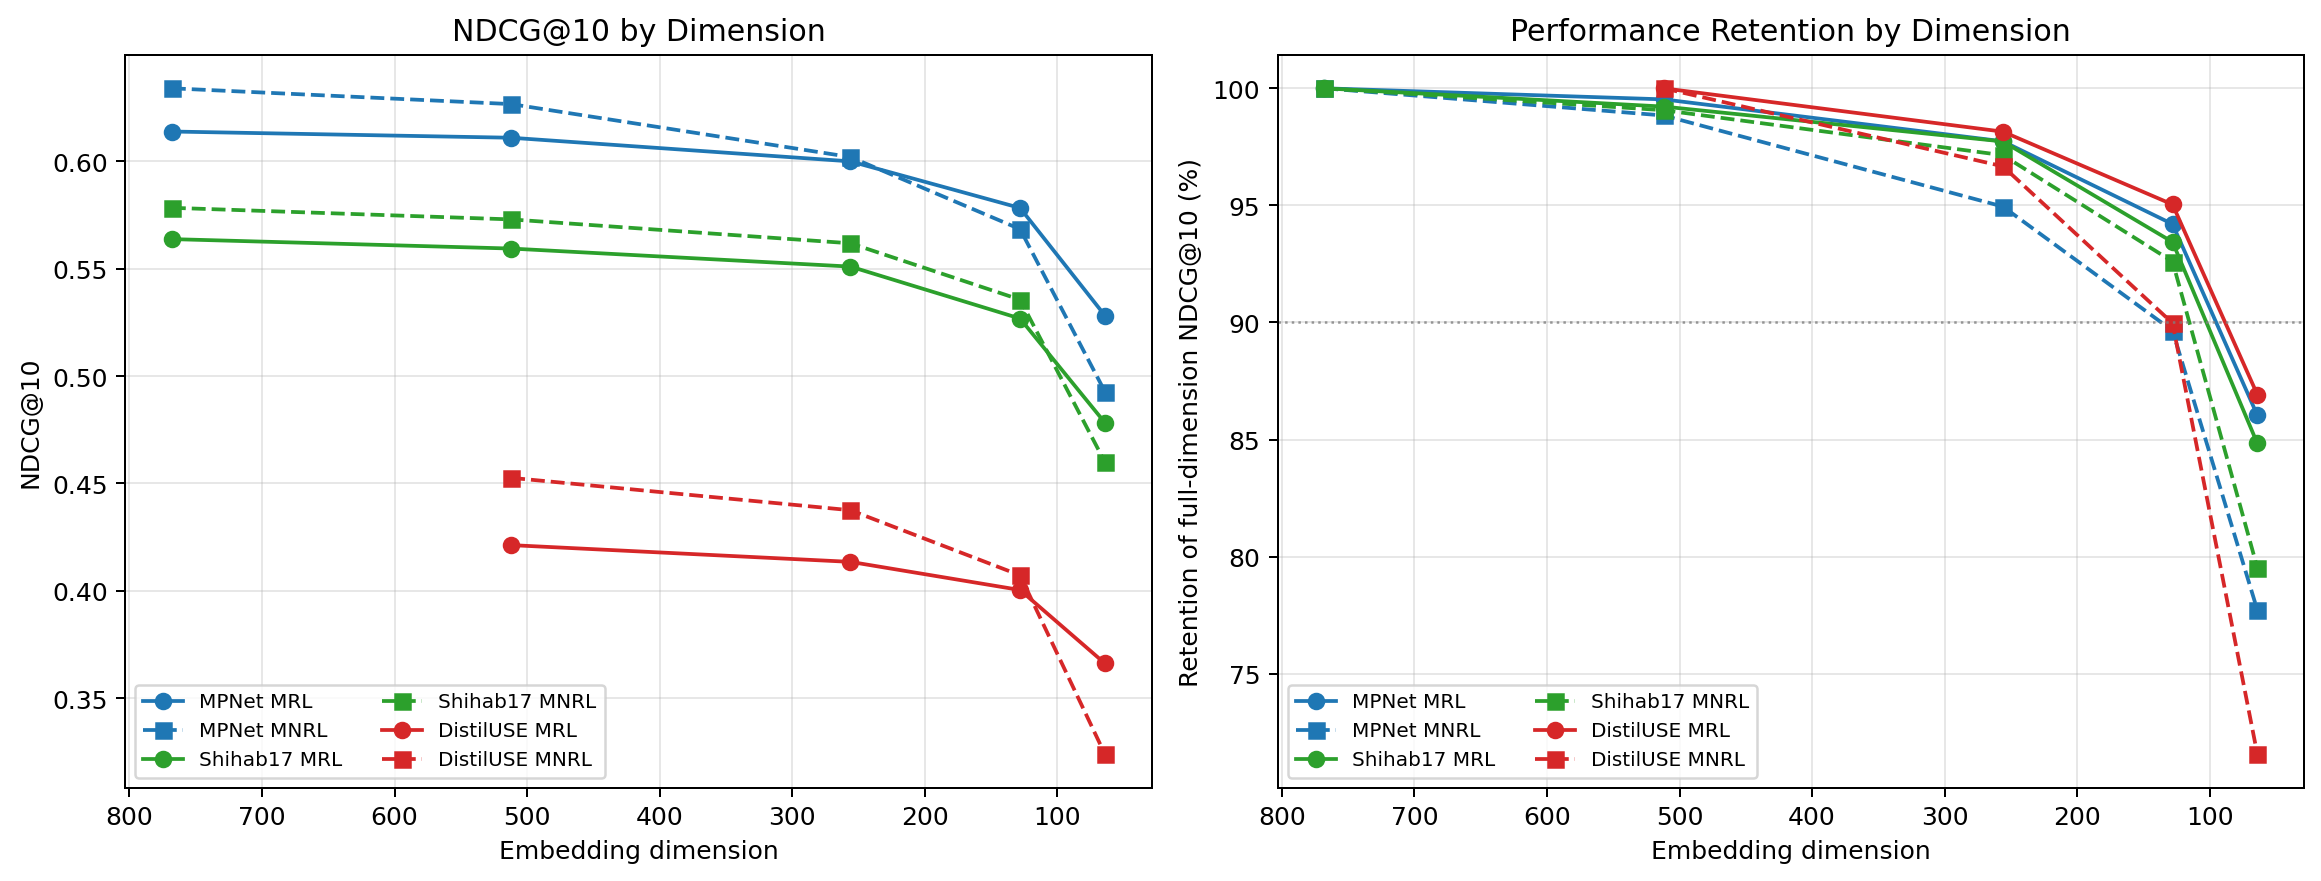 NDCG@10 by Dimension
NDCG@10
0.60
0.55
0.50
0.45
0.40
0.35
800 700 600 500 400 300 200 100
Embedding dimension
MPNet MRL
MPNet MNRL
Shihab17 MRL
Shihab17 MNRL
DistilUSE MRL
DistilUSE MNRL
Performance Retention by Dimension
Retention of full-dimension NDCG@10 (%)
100
95
90
85
80
75
800 700 600 500 400 300 200 100
Embedding dimension
MPNet MRL
MPNet MNRL
Shihab17 MRL
Shihab17 MNRL
DistilUSE MRL
DistilUSE MNRL